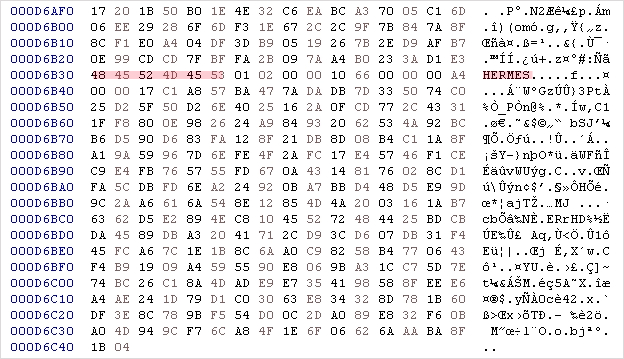 000D6AF0 17 20 1B 50 B0 1E 4E 32 C6 EA BC A3 70 05 C1 6D . .P°.N2Æê¼£p.Ám
000D6B00 06 EE 29 28 6F 6D F3 1E 67 2C 9F 7B 84 7A 8F
000D6B10 8C F1 E0 A4 04 DF 3D B9 05 19 26 7B 2E D9 AF B7 Œñà¤.ß=¹..&{.Ù¯·
000D6B20 0E 99 CD CD 7F BF FA 2B 09 7A A0 B0 23 3A D1 E3 .™ÍÍ.¿ú+.z °#:Ñã
000D6B30 48 45 52 4D 45 53 01 02 00 00 10 66 00 00 00 A4 HERMES.....f...¤
000D6B40 00 00 17 C1 A8 BA 47 7A DA DB 7D 33 50 74 C0 ...Á¨ºGzÚÛ}3PtÀ
000D6B50 25 D2 5F 50 D2 6E 40 25 16 2A 0F CD 77 2C 43 31 %Ò_PÒn@%.*.Íw,C1
000D6B60 1F F8 80 0E 98 26 24 A9 84 93 20 62 53 4A 92 BC .ø€.˜&$©„“ bSJ’¼
000D6B70 B6 D5 90 D6 83 FA 12 8F 21 DB 8D 08 B4 C1 1A 8F ¶Õ.Öƒú..!Û..´Á..
000D6B80 A1 9A 59 96 7D 6E FE 4F 2A FC 17 E4 57 46 F1 CE ¡šY–}nþO*ü.äWFñÎ
000D6B90 C9 E4 FB 76 57 55 FD 67 0A 43 14 81 76 02 8C D1 ÉäûvWUýg.C..v.ŒÑ
000D6BA0 FA 5C DB FD 6E A2 24 92 0B A7 BB D4 48 D5 E9 9D ú\Ûýn¢$’.§»ÔHÕé.
000D6BB0 9C 2A A6 61 6A 54 8E 12 85 4D 4A 20 03 16 1A B7 œ*¦ajTŽ.…MJ ...·
000D6BC0 63 62 D5 E2 89 4E C8 10 45 52 72 48 44 25 BD CB cbÕâ‰NÈ.ERrHD%½Ë
000D6BD0 DA 45 89 DB A3 20 41 71 2C D9 3C D6 07 DB 31 F4 ÚE‰Û£ Aq,Ù<Ö.Û1ô
000D6BE0 45 FC A6 7C 1E 1B 8C 6A A0 C9 82 58 B4 77 06 43 Eü¦|..Œj É‚X´w.C
000D6BF0 F4 B9 19 09 A4 59 55 90 E8 06 9B A3 1C C7 5D 7E ô¹..¤YU.è.›£.Ç]~
000D6C00 74 BC 26 C1 8A 4D AD E9 E7 35 41 98 58 8F EE E6 t¼&ÁŠM.éç5A˜X.îæ
000D6C10 A4 AE 24 1D 79 D1 C0 30 63 E8 34 32 8D 78 1B 60 ¤®$.yÑÀ0cè42.x.`
000D6C20 DF 3E 8C 78 9B F5 54 D0 0C 2D A0 89 E8 32 F6 0B ß>Œx›õTÐ.- ‰è2ö.
000D6C30 A0 4D 94 9C F7 6C A8 4F 1E 6F 06 62 6A AA BA 8F M”œ÷l¨O.o.bjªº.
000D6C40 1B 04 ..